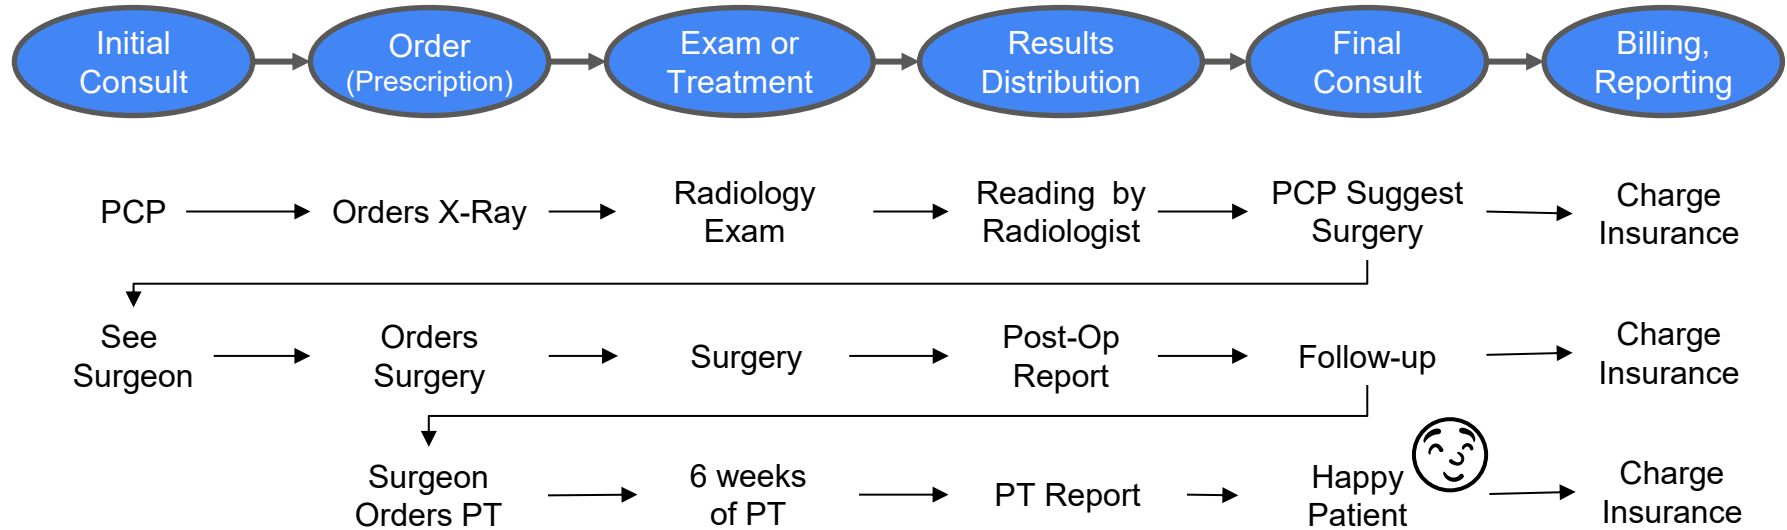 Initial
Consult
Order
(Prescription)
Exam or
Treatment
Results
Distribution
Final
Consult
Billing,
Reporting
PCP
Orders X-Ray
Radiology
Exam
Reading by
Radiologist
PCP Suggest
Surgery
Charge
Insurance
See
Surgeon
Orders
Surgery
Surgery
Post-Op
Report
Follow-up
Charge
Insurance
Surgeon
Orders PT
6 weeks
of PT
PT Report
Happy
Patient
Charge
Insurance